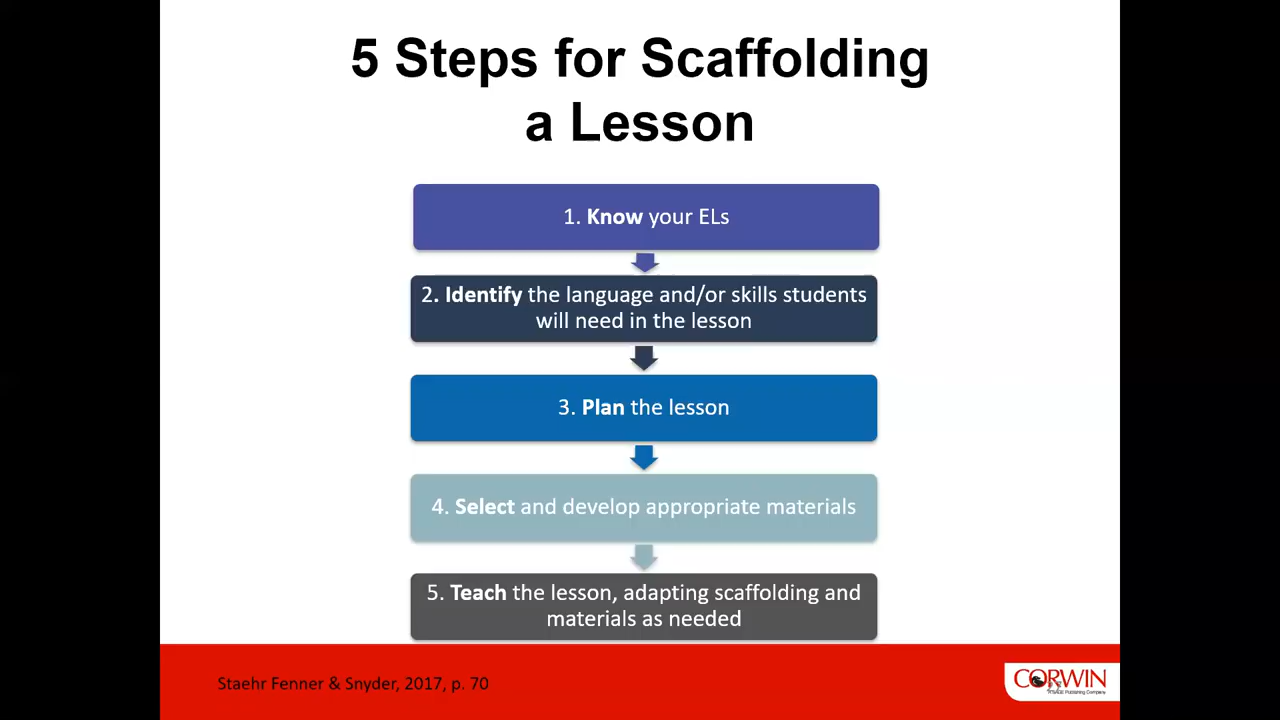 5 Steps for Scaffolding
a Lesson
1. Know your ELs
2. Identify the language and/or skills students
will need in the lesson
3. Plan the lesson
4. Select and develop appropriate materials
5. Teach the lesson, adapting scaffolding and
materials as needed
Staehr Fenner & Snyder, 2017, p. 70
CORWIN
Publishing Company